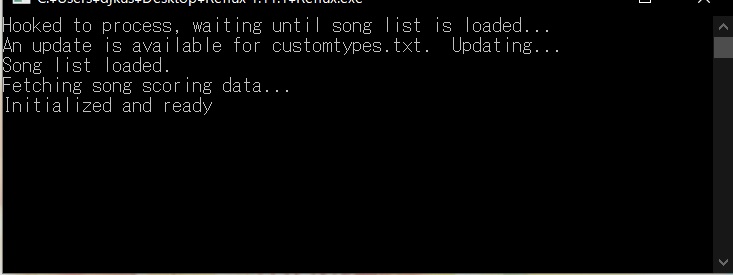 Hooked to process, waiting until song list is loaded...
An update is available for customtypes.txt.  Updating...
Song list loaded.
Fetching song scoring data...
Initialized and ready